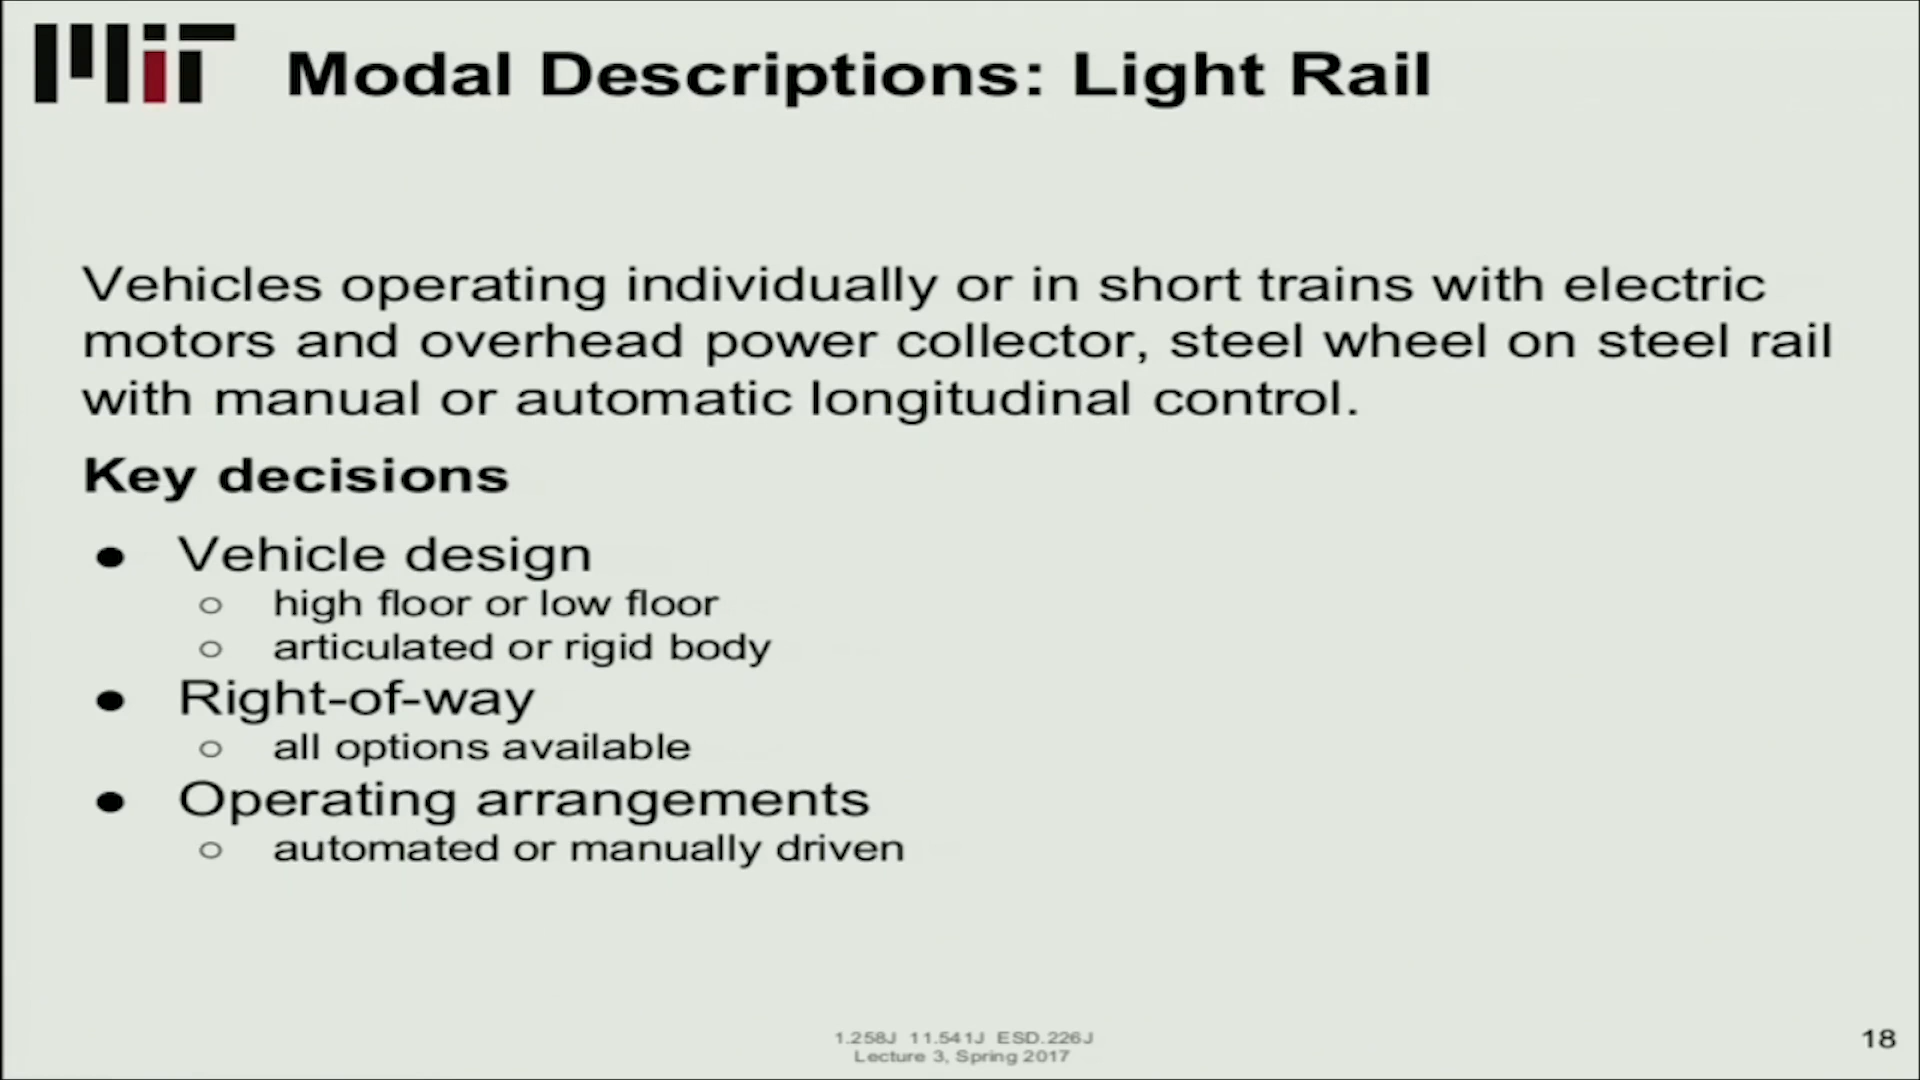 MIT
Modal Descriptions: Light Rail
Vehicles operating individually or in short trains with electric
motors and overhead power collector, steel wheel on steel rail
with manual or automatic longitudinal control.
Key decisions
● Vehicle design
○ high floor or low floor
○ articulated or rigid body
● Right-of-way
○ all options available
● Operating arrangements
○ automated or manually driven
1.258J 11.541J ESD.226J
Lecture 3, Spring 2017
18